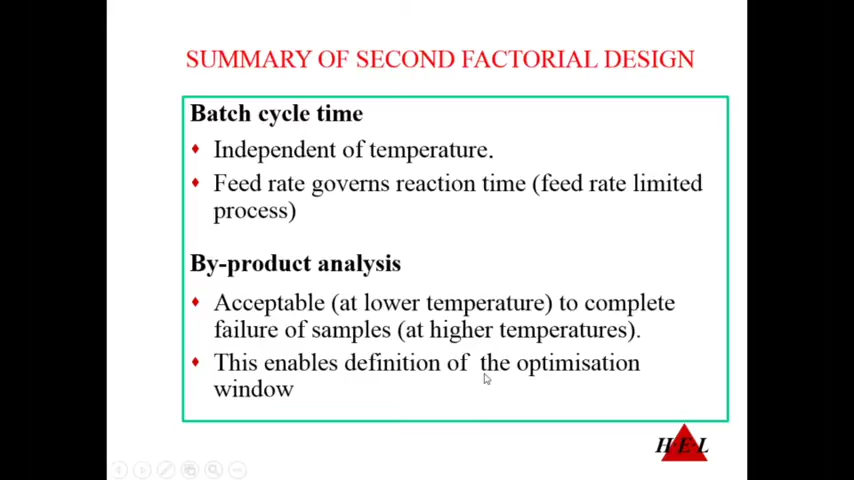 SUMMARY OF SECOND FACTORIAL DESIGN
Batch cycle time
Independent of temperature.
Feed rate governs reaction time (feed rate limited
process)
By-product analysis
Acceptable (at lower temperature) to complete
failure of samples (at higher temperatures).
This enables definition of the optimisation
window
H·E·L